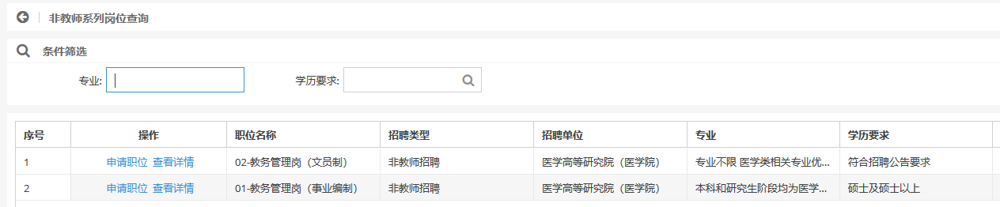 非教师系列岗位查询
条件筛选
专业: 学历要求:
序号 操作 职位名称 招聘类型 招聘单位 专业 学历要求
1 申请职位 查看详情 02-教务管理岗（文员制） 非教师招聘 医学高等研究院（医学院） 专业不限 医学类相关专业优... 符合招聘公告要求
2 申请职位 查看详情 01-教务管理岗（事业编制） 非教师招聘 医学高等研究院（医学院） 本科和研究生阶段均为医学... 硕士及硕士以上